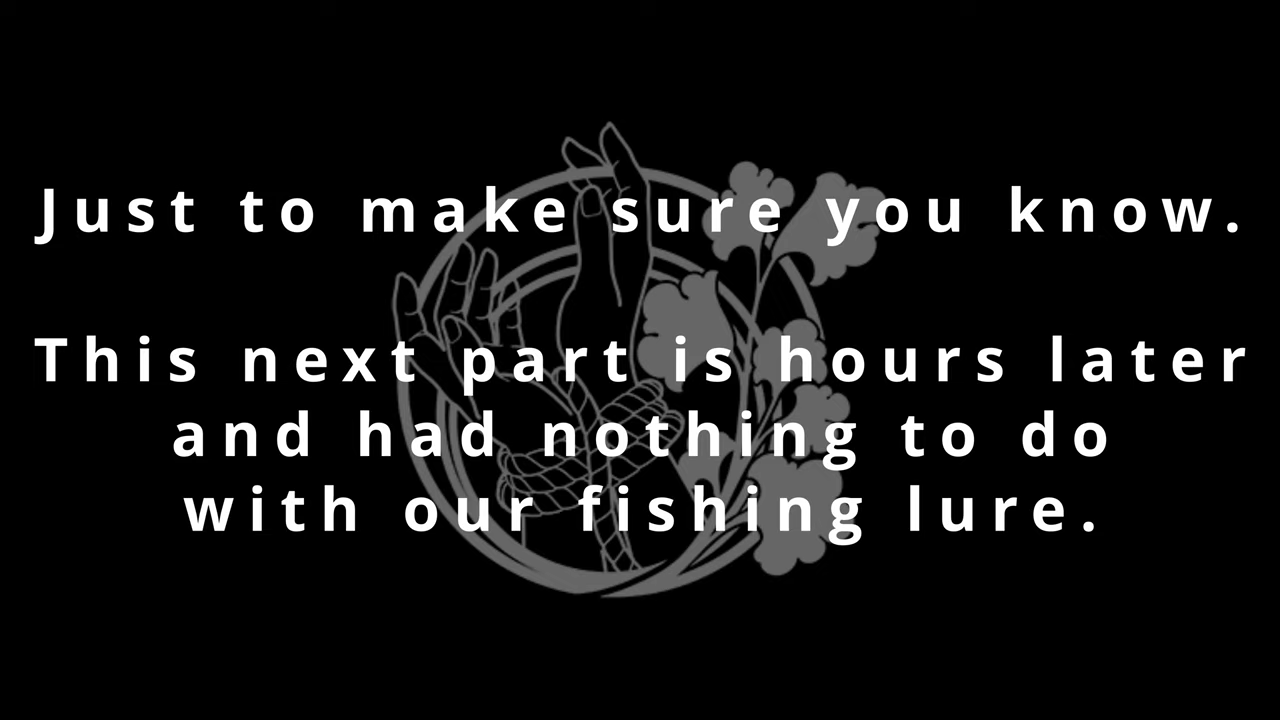 Just to make sure you know.
This next part is hours later
and had nothing to do
with our fishing lure.